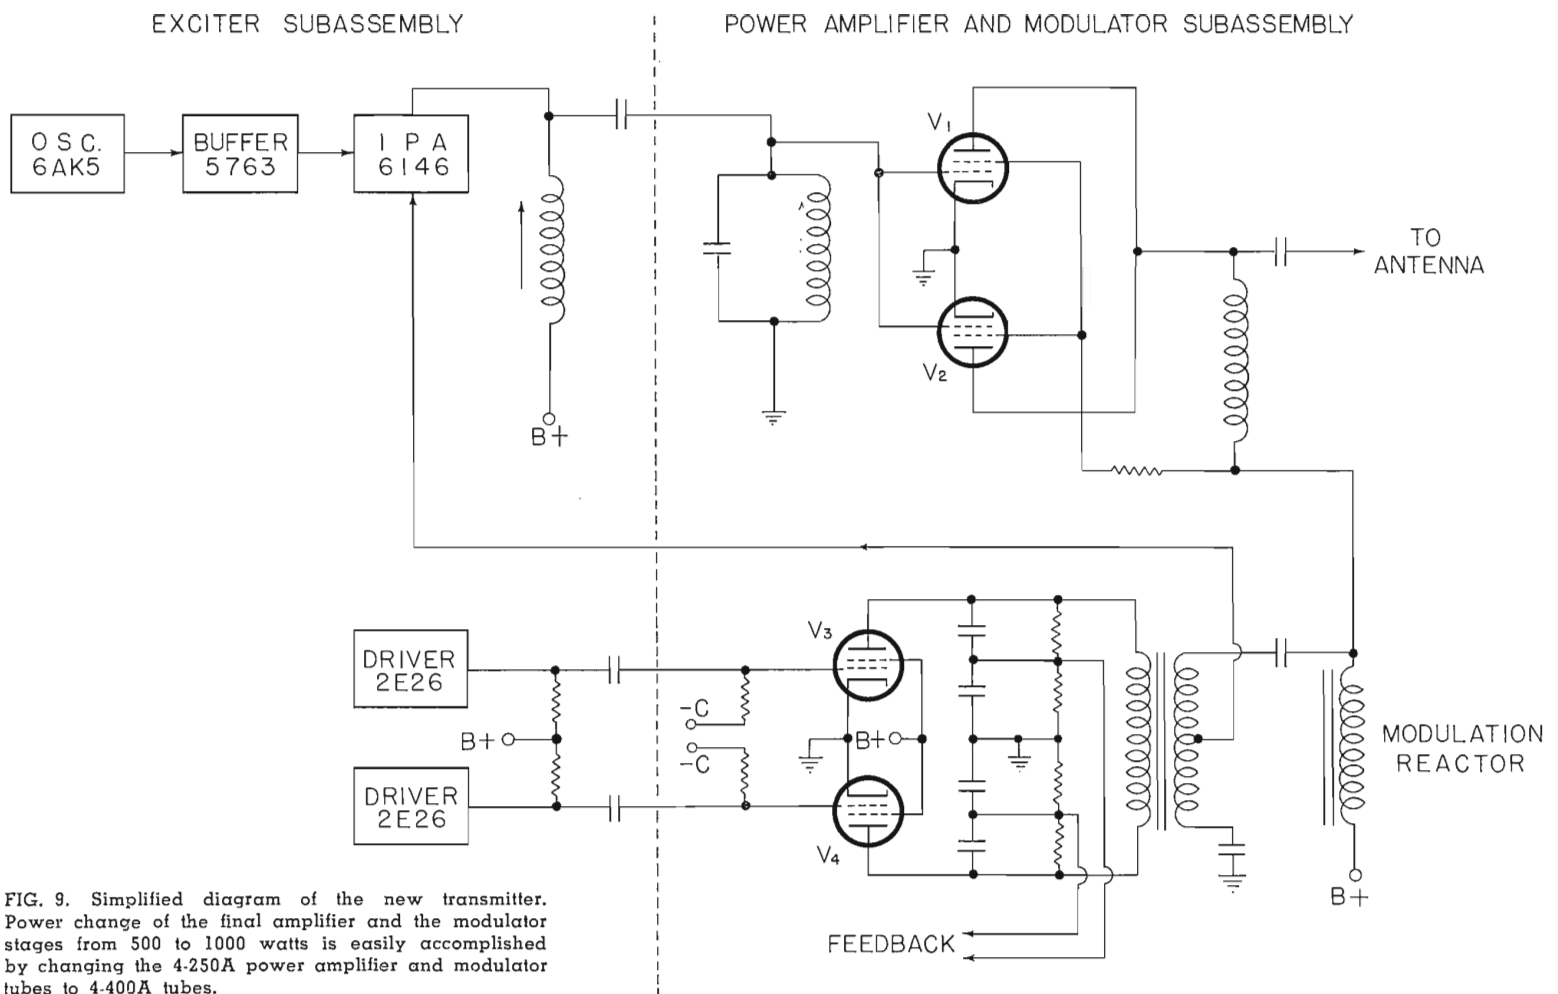 EXCITER SUBASSEMBLY
POWER AMPLIFIER AND MODULATOR SUBASSEMBLY
OSC.
6AK5
BUFFER
5763
IPA
6146
B+
V1
V2
TO
ANTENNA
DRIVER
2E26
B+
DRIVER
2E26
-C
-C
V3
B+
V4
FEEDBACK
MODULATION
REACTOR
B+
FIG. 9. Simplified diagram of the new transmitter.
Power change of the final amplifier and the modulator
stages from 500 to 1000 watts is easily accomplished
by changing the 4-250A power amplifier and modulator
tubes to 4-400A tubes.